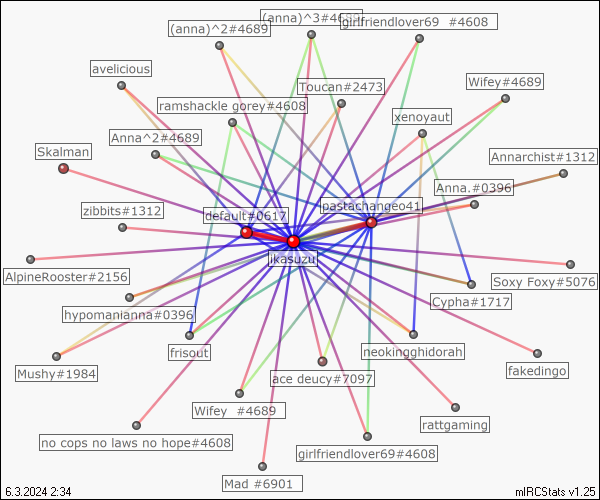 (anna)^2#4689
(anna)^3#4689
girlfriendlover69 #4608
avelicious
Toucan#2473
Wifey#4689
ramshackle gorey#4608
xenoyaut
Anna^2#4689
Skalman
Annarchist#1312
Anna.#0396
zibbits#1312
default#0617
pastachange041
ikasuzu
AlpineRooster#2156
Soxy Foxy#5076
Cypha#1717
hypomanianna#0396
frisout
neokingghidorah
Mushy#1984
fakedingo
ace deucy#7097
Wifey #4689
rattgaming
no cops no laws no hope#4608
girlfriendlover69#4608
Mad #6901
6.3.2024 2:34
mIRCStats v1.25